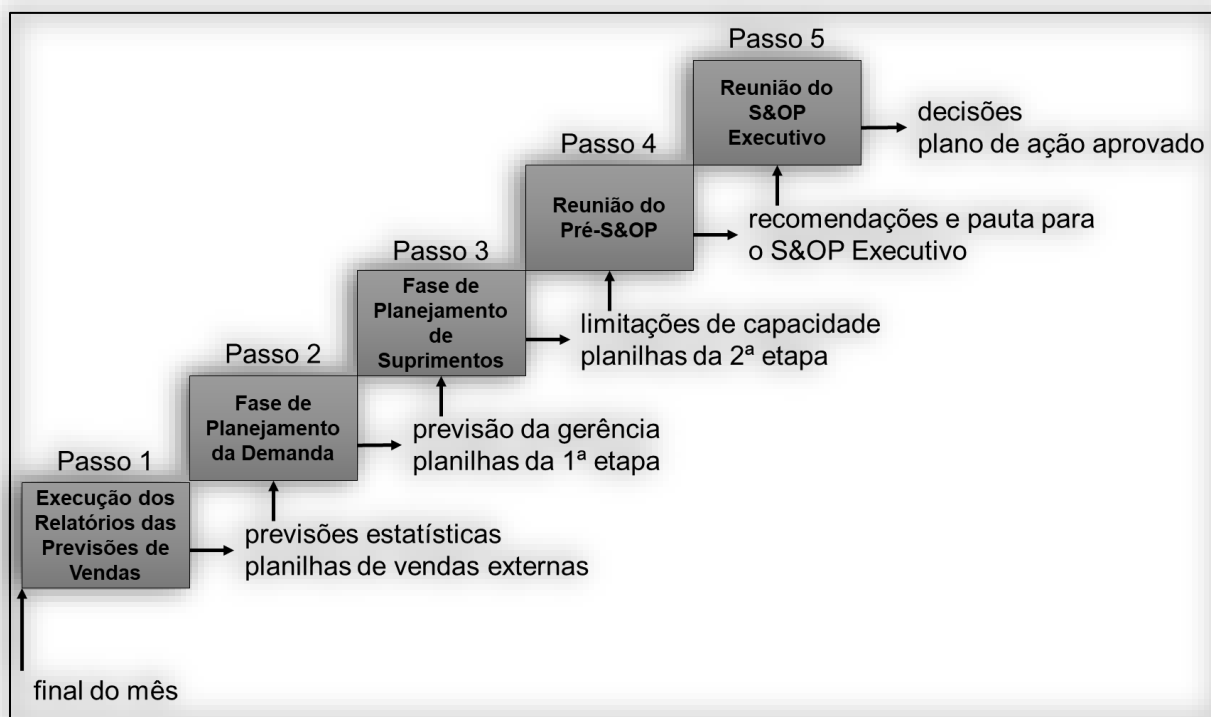 Passo 5
Reunião do
S&OP
Executivo
decisões
plano de ação aprovado
Passo 4
Reunião do
Pré-S&OP
recomendações e pauta para
o S&OP Executivo
Passo 3
Fase de
Planejamento
de
Suprimentos
limitações de capacidade
planilhas da 2ª etapa
Passo 2
Fase de
Planejamento
da Demanda
previsão da gerência
planilhas da 1ª etapa
Passo 1
Execução dos
Relatórios das
Previsões de
Vendas
previsões estatísticas
planilhas de vendas externas
final do mês